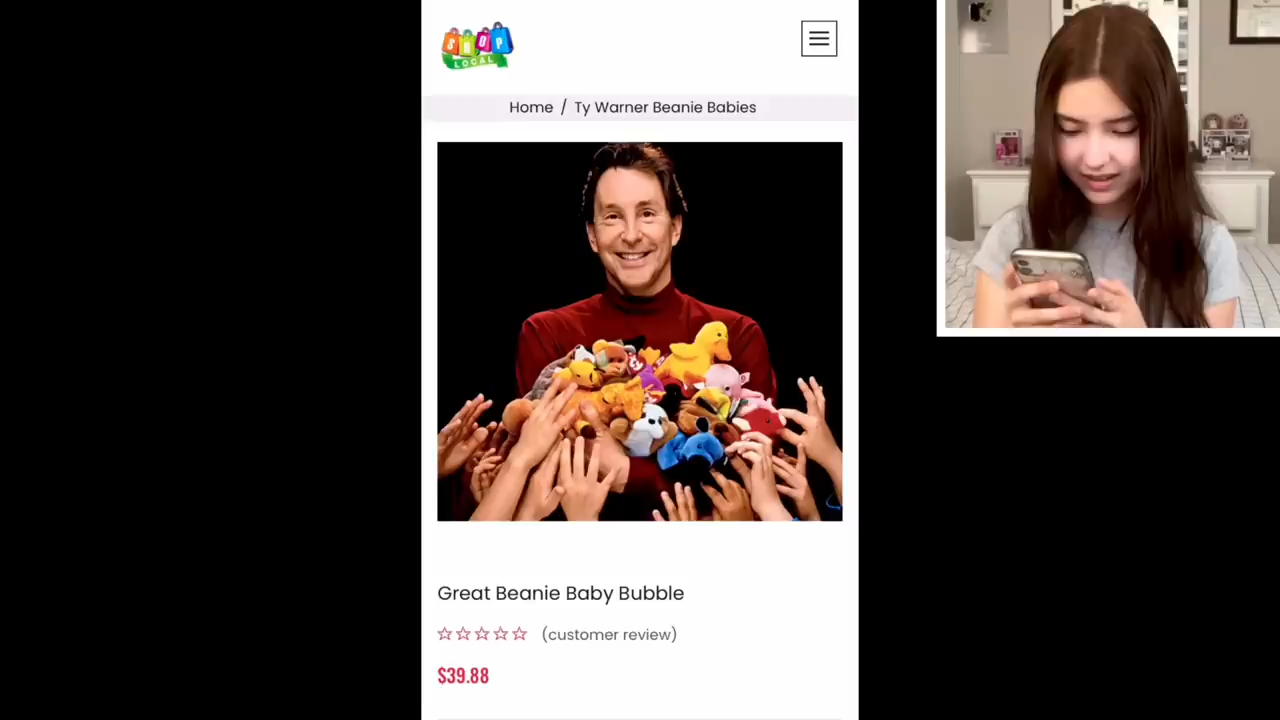 SHOP
LOCAL
Home / Ty Warner Beanie Babies
Great Beanie Baby Bubble
(customer review)
$39.88